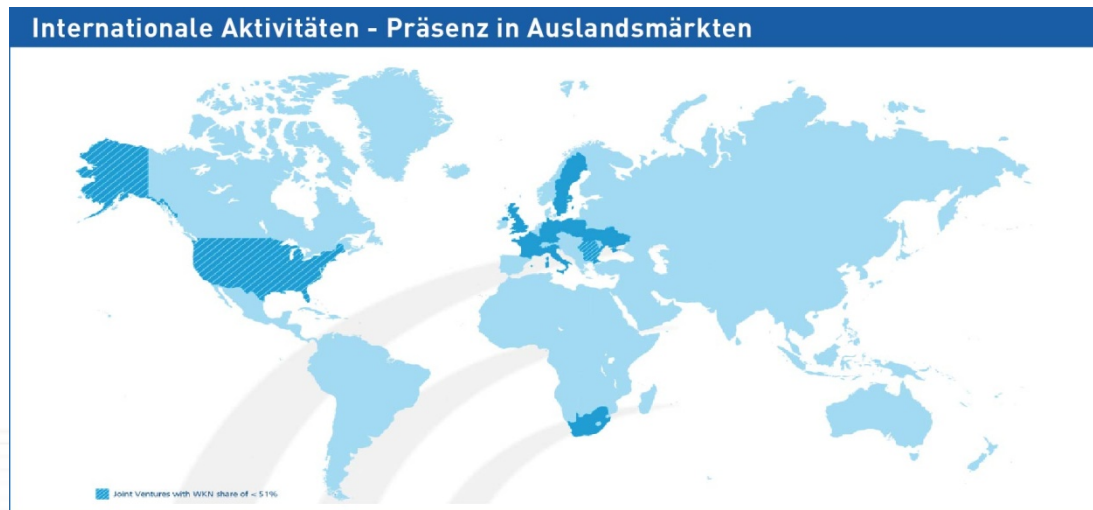 Internationale Aktivitäten - Präsenz in Auslandsmärkten
Joint Ventures with WKN share of < 51%